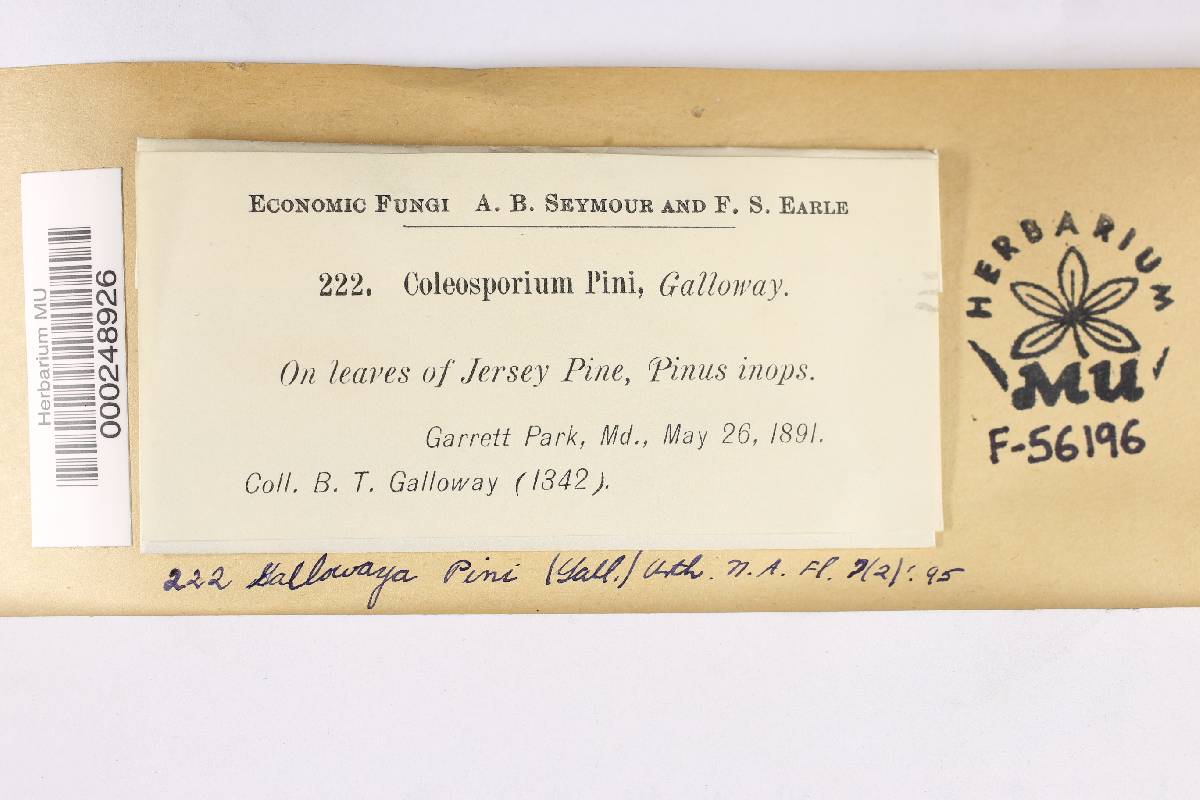 Herbarium MU
000248926
ECONOMIC FUNGI A. B. SEYMOUR AND F. S. EARLE
222. Coleosporium Pini, Galloway.
On leaves of Jersey Pine, Pinus inops.
Garrett Park, Md., May 26, 1891.
Coll. B. T. Galloway (1342).
HERBARIUM
MU
F-56196
222 Gallowaya Pini (Gall.) Arth. N. A. Fl. 7(2): 95